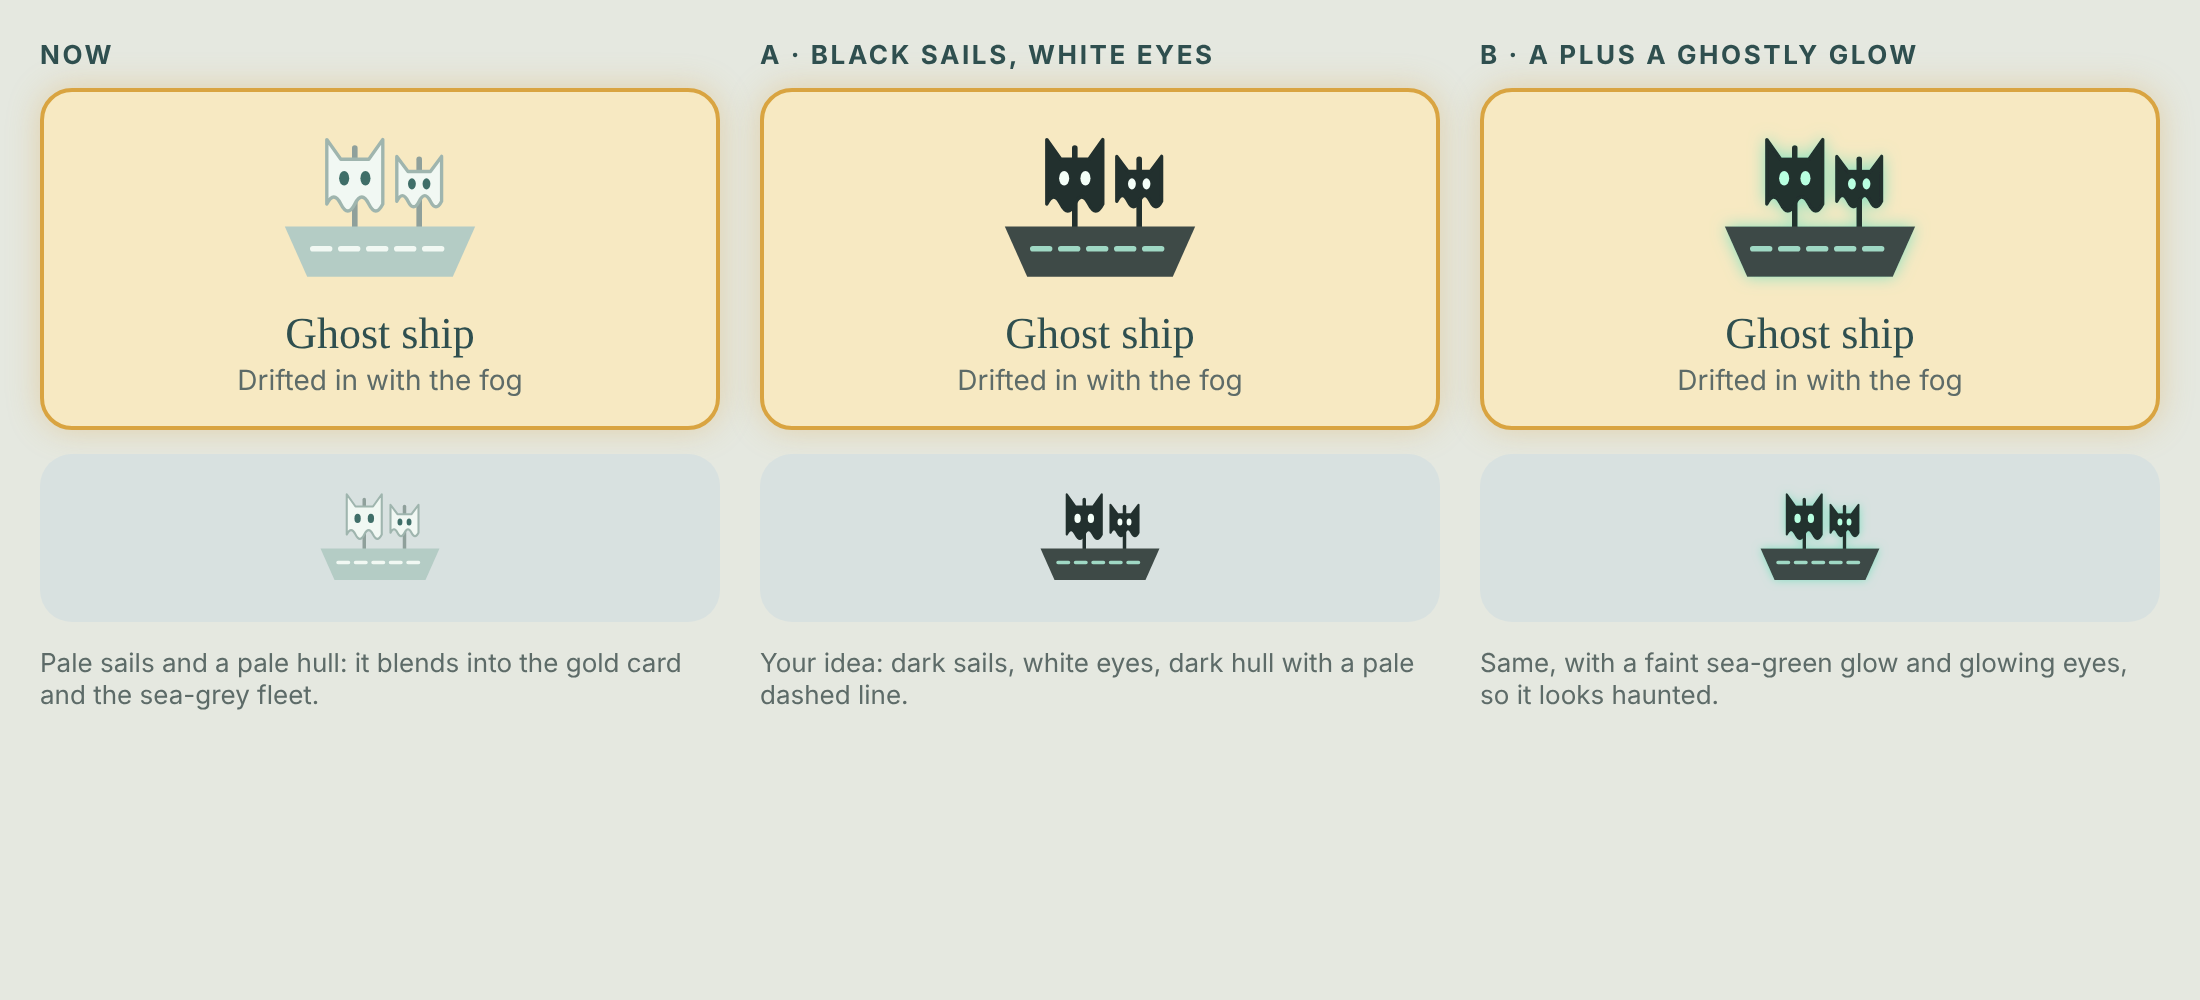 NOW
Ghost ship
Drifted in with the fog
Pale sails and a pale hull: it blends into the gold card
and the sea-grey fleet.
A · BLACK SAILS, WHITE EYES
Ghost ship
Drifted in with the fog
Your idea: dark sails, white eyes, dark hull with a pale
dashed line.
B · A PLUS A GHOSTLY GLOW
Ghost ship
Drifted in with the fog
Same, with a faint sea-green glow and glowing eyes,
so it looks haunted.